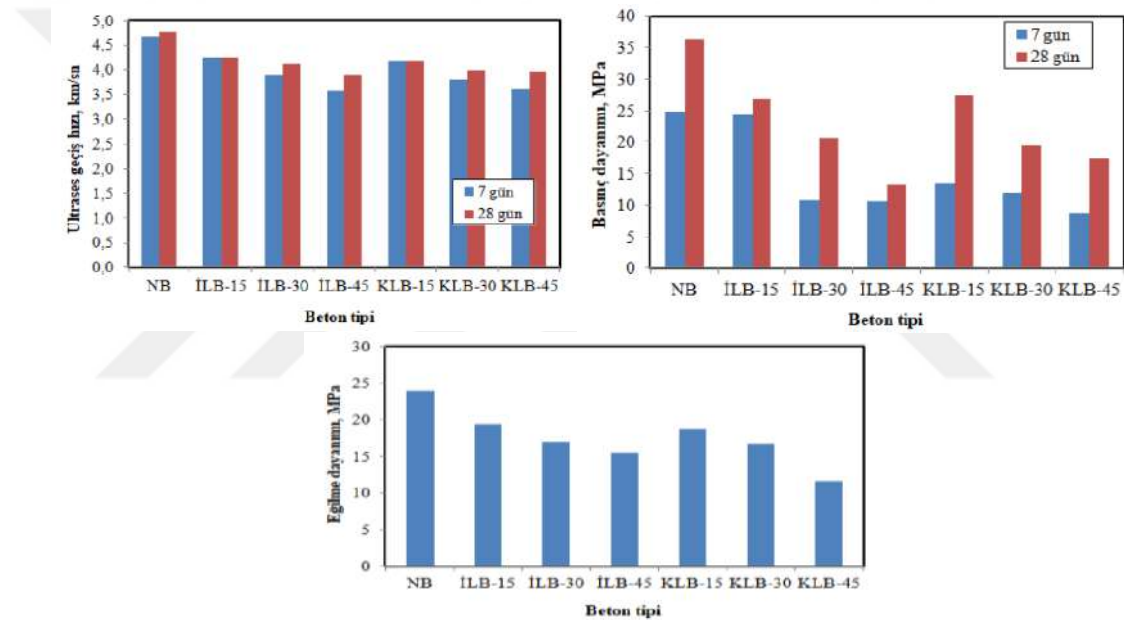 Ultrases geçiş hızı, km/sn
5,0
4,5
4,0
3,5
3,0
2,5
2,0
1,5
1,0
0,5
0,0
7 gün
28 gün
NB İLB-15 İLB-30 İLB-45 KLB-15 KLB-30 KLB-45
Beton tipi
Basınç dayanımı, MPa
40
35
30
25
20
15
10
5
0
7 gün
28 gün
NB İLB-15 İLB-30 İLB-45 KLB-15 KLB-30 KLB-45
Beton tipi
Eğilme dayanımı, MPa
30
25
20
15
10
5
0
NB İLB-15 İLB-30 İLB-45 KLB-15 KLB-30 KLB-45
Beton tipi